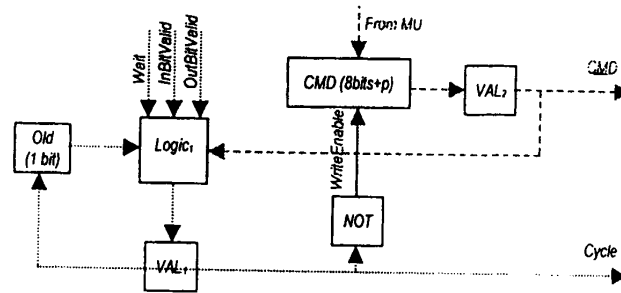 From MU
Wait
InBitValid
OutBitValid
CMD (8bits+p)
VAL₂
CMD
Old
(1 bit)
Logic₁
WriteEnable
NOT
VAL₁
Cycle